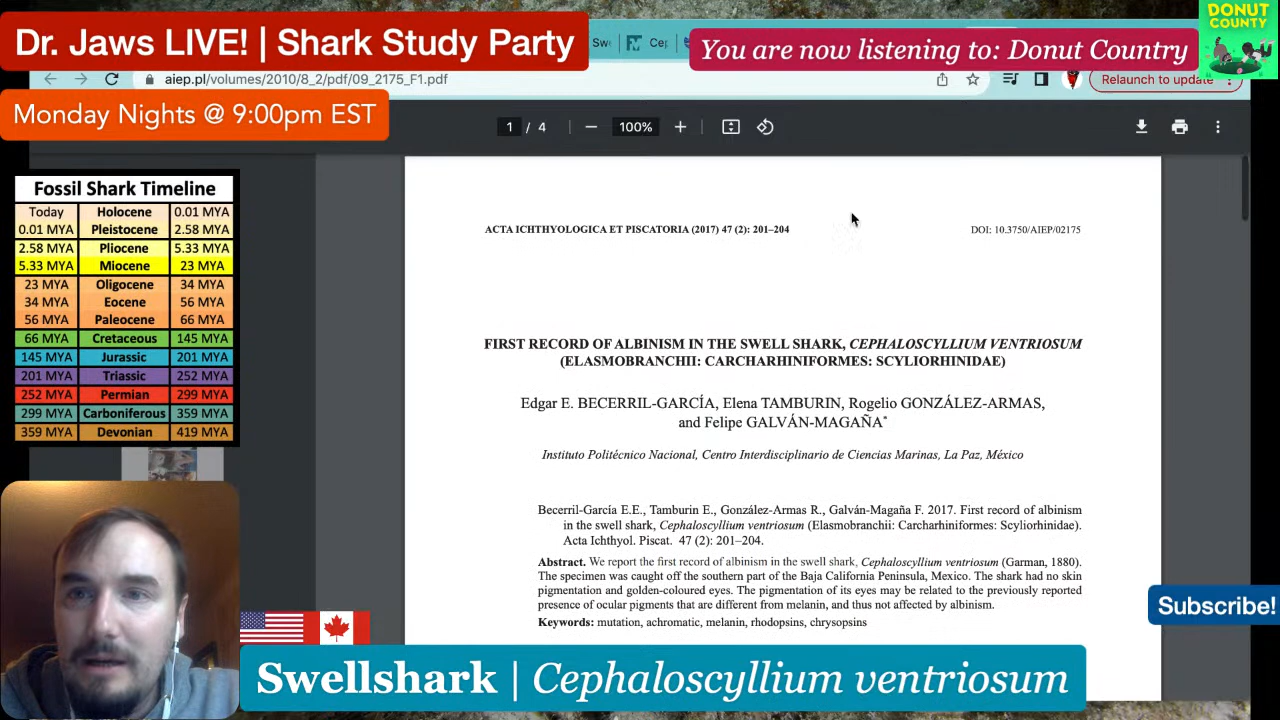 Dr. Jaws LIVE! | Shark Study Party
You are now listening to: Donut Country
DONUT
COUNTY
Swe
Cep
aiep.pl/volumes/2010/8_2/pdf/09_2175_F1.pdf
Relaunch to update
Monday Nights @ 9:00pm EST
1 / 4
100%
Fossil Shark Timeline
Today Holocene 0.01 MYA
0.01 MYA Pleistocene 2.58 MYA
2.58 MYA Pliocene 5.33 MYA
5.33 MYA Miocene 23 MYA
23 MYA Oligocene 34 MYA
34 MYA Eocene 56 MYA
56 MYA Paleocene 66 MYA
66 MYA Cretaceous 145 MYA
145 MYA Jurassic 201 MYA
201 MYA Triassic 252 MYA
252 MYA Permian 299 MYA
299 MYA Carboniferous 359 MYA
359 MYA Devonian 419 MYA
ACTA ICHTHYOLOGICA ET PISCATORIA (2017) 47 (2): 201–204
DOI: 10.3750/AIEP/02175
FIRST RECORD OF ALBINISM IN THE SWELL SHARK, CEPHALOSCYLLIUM VENTRIOSUM
(ELASMOBRANCHII: CARCHARHINIFORMES: SCYLIORHINIDAE)
Edgar E. BECERRIL-GARCÍA, Elena TAMBURIN, Rogelio GONZÁLEZ-ARMAS,
and Felipe GALVÁN-MAGAÑA*
Instituto Politécnico Nacional, Centro Interdisciplinario de Ciencias Marinas, La Paz, México
Becerril-García E.E., Tamburin E., González-Armas R., Galván-Magaña F. 2017. First record of albinism
in the swell shark, Cephaloscyllium ventriosum (Elasmobranchii: Carcharhiniformes: Scyliorhinidae).
Acta Ichthyol. Piscat. 47 (2): 201–204.
Abstract. We report the first record of albinism in the swell shark, Cephaloscyllium ventriosum (Garman, 1880).
The specimen was caught off the southern part of the Baja California Peninsula, Mexico. The shark had no skin
pigmentation and golden-coloured eyes. The pigmentation of its eyes may be related to the previously reported
presence of ocular pigments that are different from melanin, and thus not affected by albinism.
Keywords: mutation, achromatic, melanin, rhodopsins, chrysopsins
Subscribe!
Swellshark | Cephaloscyllium ventriosum